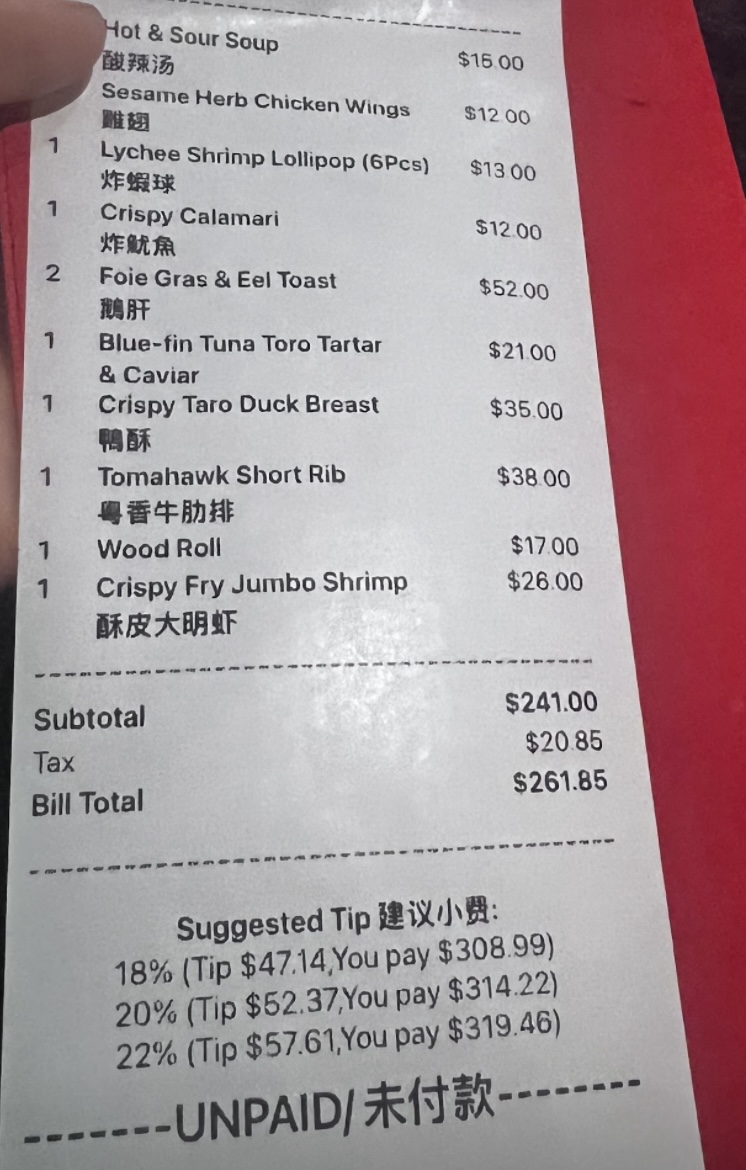 Hot & Sour Soup $15.00
酸辣汤
Sesame Herb Chicken Wings $12.00
雞翅
1 Lychee Shrimp Lollipop (6Pcs) $13.00
炸蝦球
1 Crispy Calamari $12.00
炸魷魚
2 Foie Gras & Eel Toast $52.00
鵝肝
1 Blue-fin Tuna Toro Tartar $21.00
& Caviar
1 Crispy Taro Duck Breast $35.00
鴨酥
1 Tomahawk Short Rib $38.00
粤香牛肋排
1 Wood Roll $17.00
1 Crispy Fry Jumbo Shrimp $26.00
酥皮大明虾
Subtotal $241.00
Tax $20.85
Bill Total $261.85
Suggested Tip 建议小费:
18% (Tip $47.14,You pay $308.99)
20% (Tip $52.37,You pay $314.22)
22% (Tip $57.61,You pay $319.46)
-------UNPAID/未付款--------